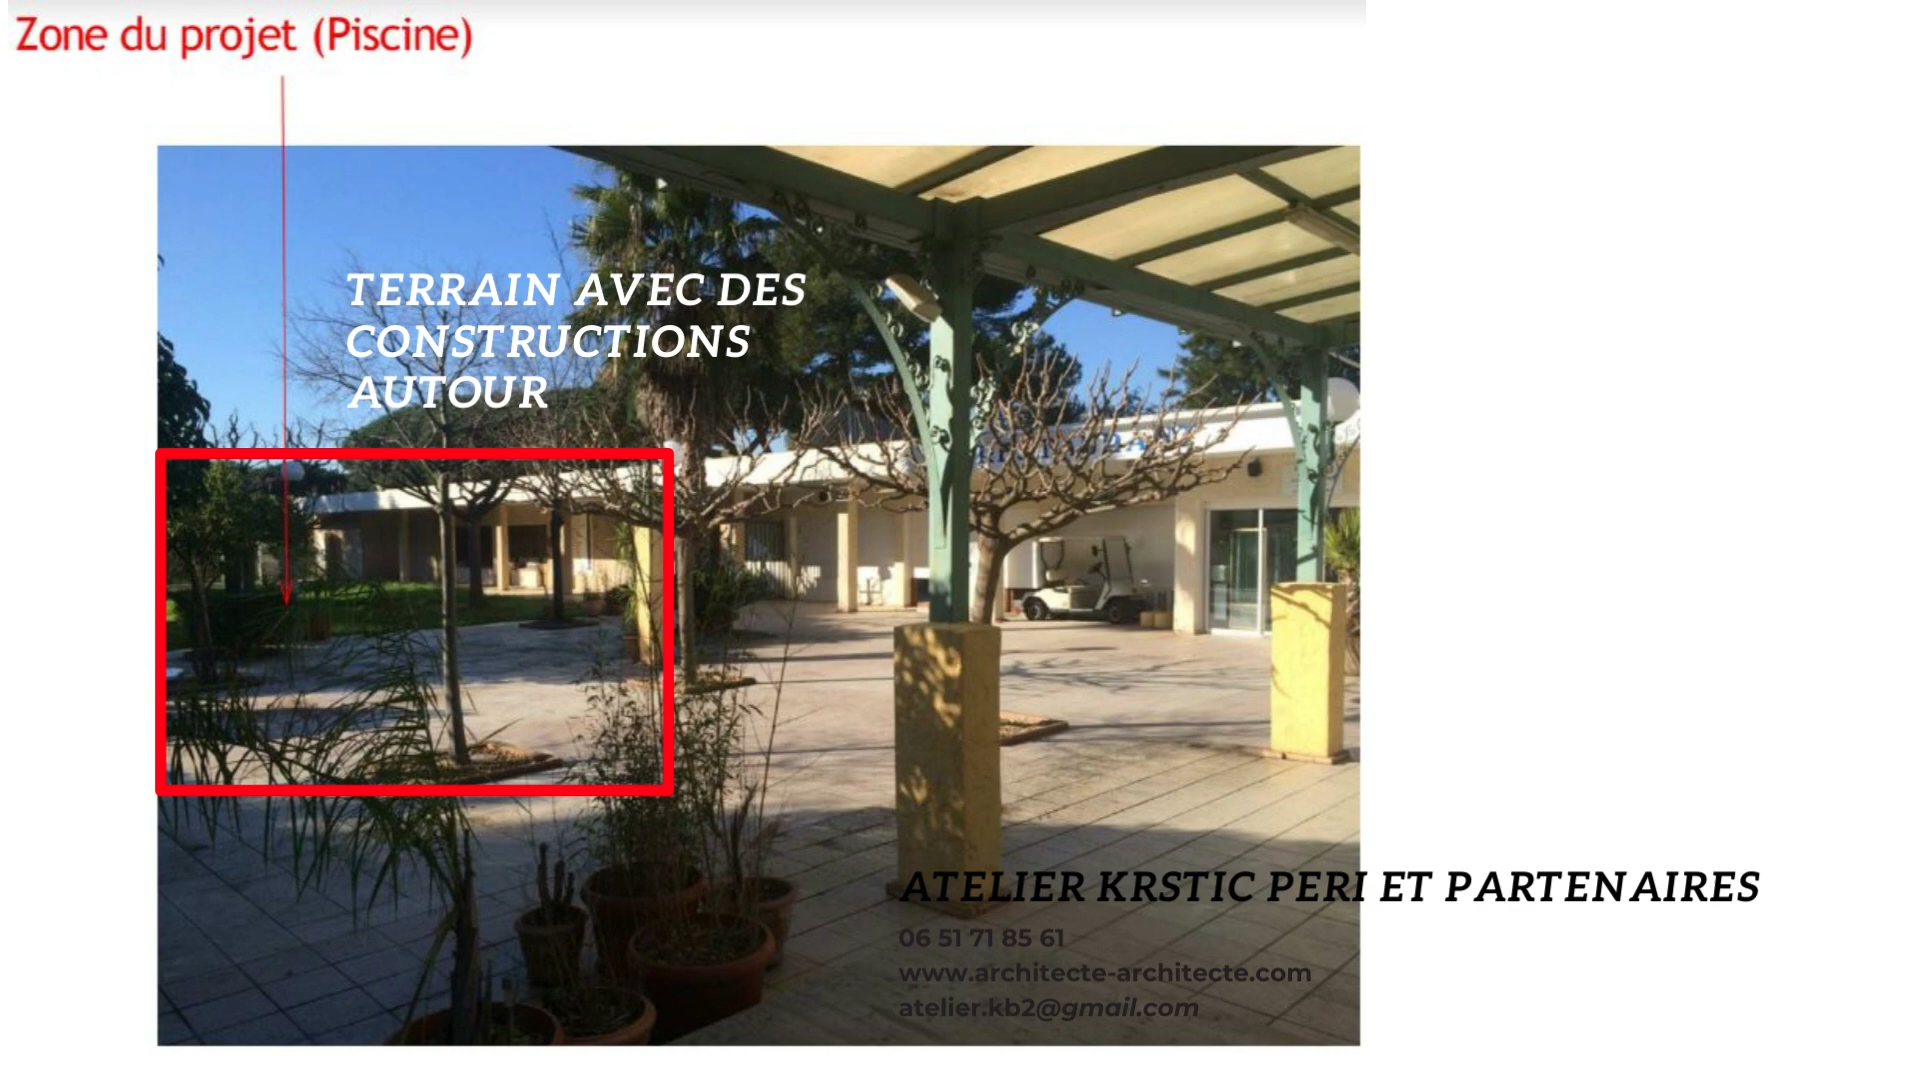 Zone du projet (Piscine)
TERRAIN AVEC DES
CONSTRUCTIONS
AUTOUR
ATELIER KRSTIC PERI ET PARTENAIRES
06 51 71 85 61
www.architecte-architecte.com
atelier.kb2@gmail.com